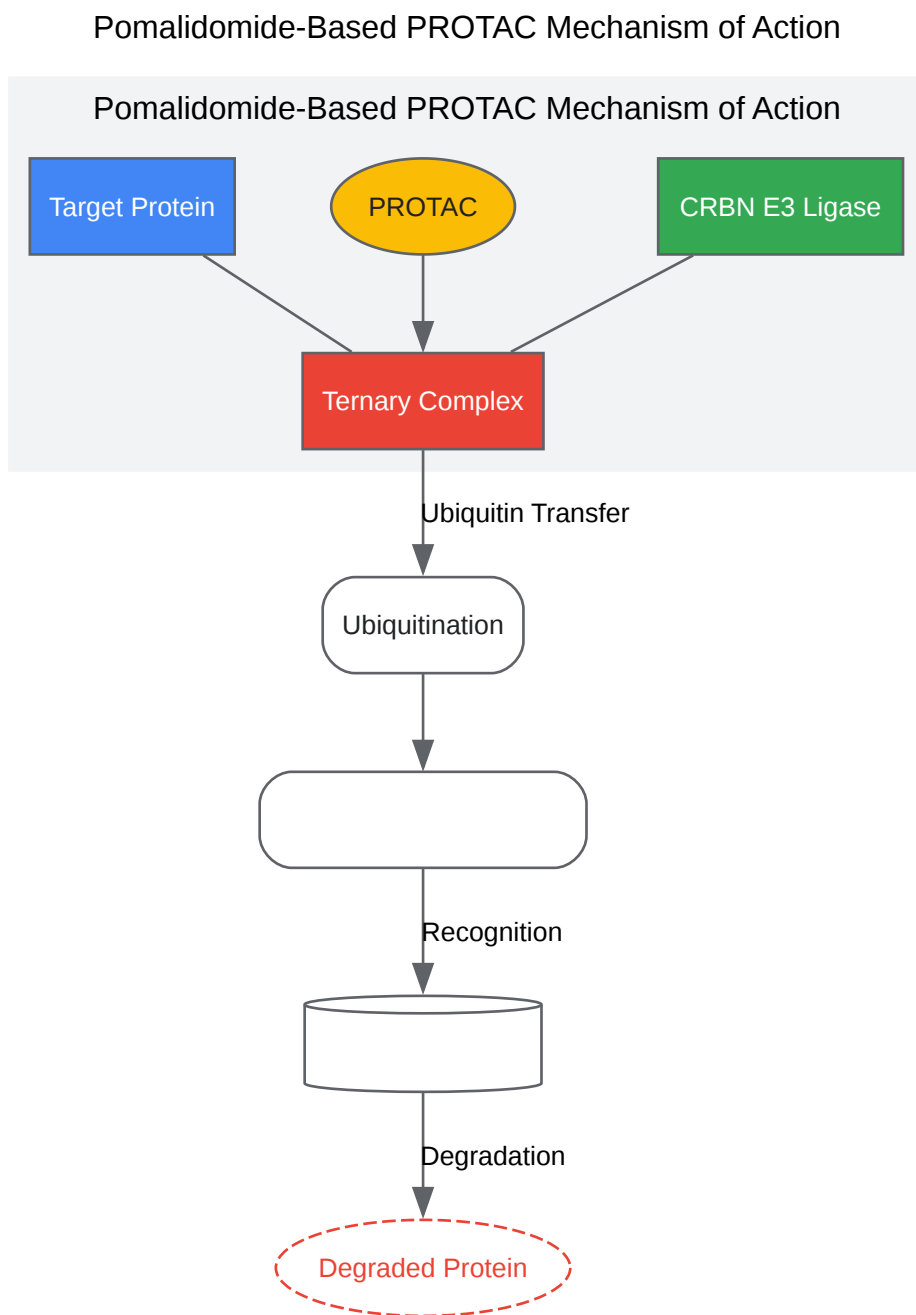 Pomalidomide-Based PROTAC Mechanism of Action
Pomalidomide-Based PROTAC Mechanism of Action
Target Protein
PROTAC
CRBN E3 Ligase
Ternary Complex
Ubiquitin Transfer
Ubiquitination
Recognition
Degradation
Degraded Protein